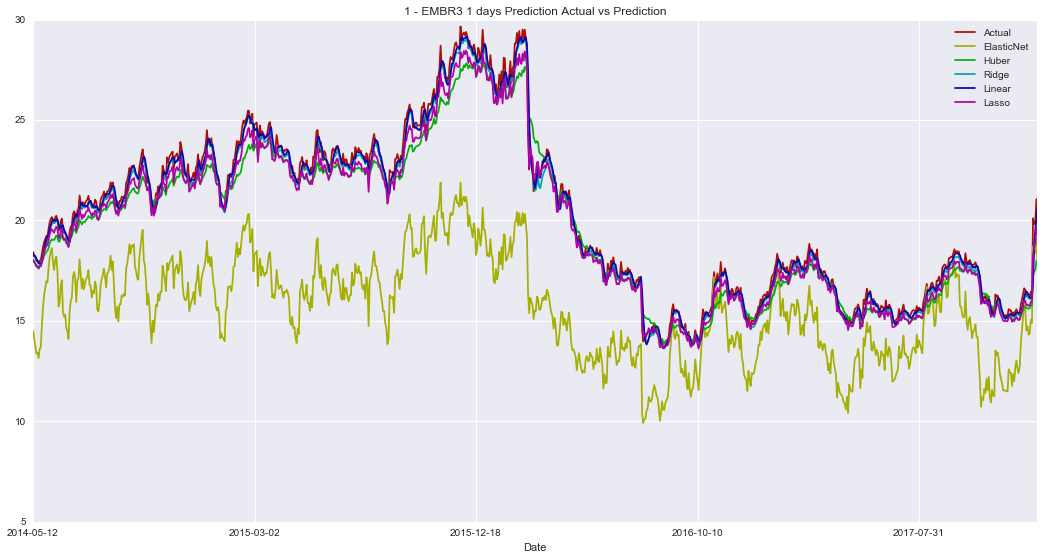 1 - EMBR3 1 days Prediction Actual vs Prediction
30
25
20
15
10
5
Actual
ElasticNet
Huber
Ridge
Linear
Lasso
2014-05-12
2015-03-02
2015-12-18
2016-10-10
2017-07-31
Date